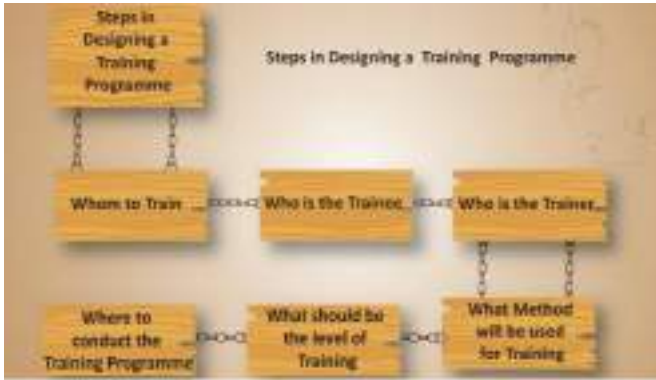 Steps in
Designing a
Training
Programme
Steps in Designing a Training Programme
Whom to Train
Who is the Trainee
Who is the Trainer
What Method
will be used
for Training
What should be
the level of
Training
Where to
conduct the
Training Programme